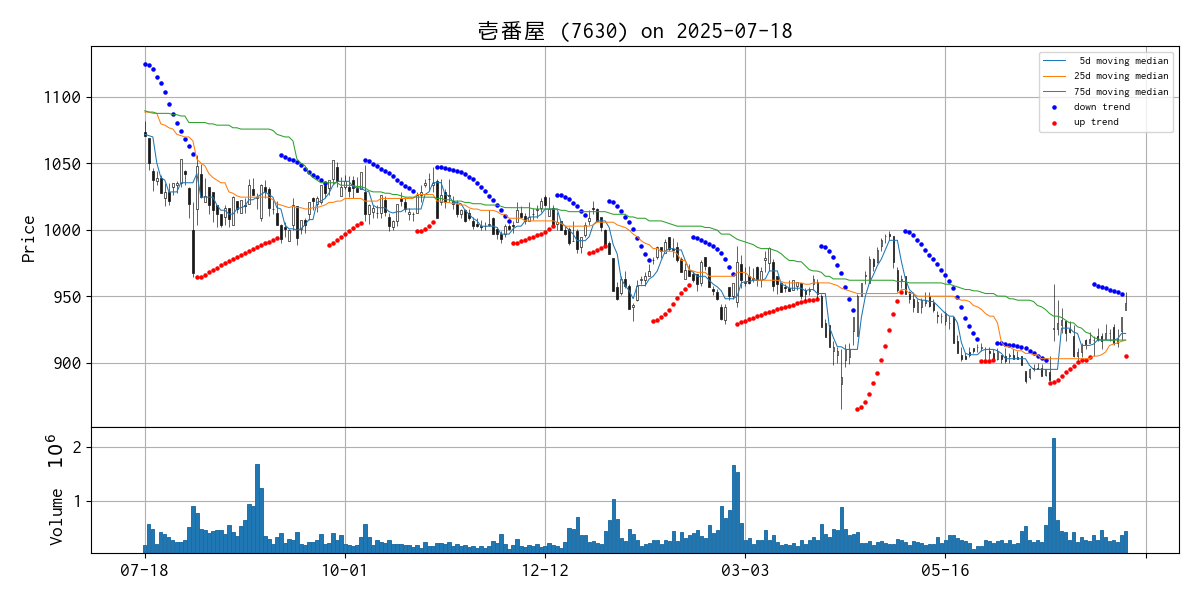 壱番屋 (7630) on 2025-07-18
5d moving median
25d moving median
75d moving median
down trend
up trend
Price
1100
1050
1000
950
900
Volume 10^6
2
1
07-18
10-01
12-12
03-03
05-16